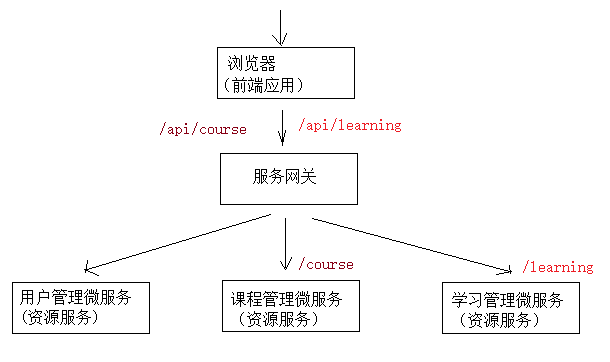 浏览器
(前端应用)
/api/course
/api/learning
服务网关
/course
/learning
用户管理微服务
(资源服务)
课程管理微服务
(资源服务)
学习管理微服务
(资源服务)